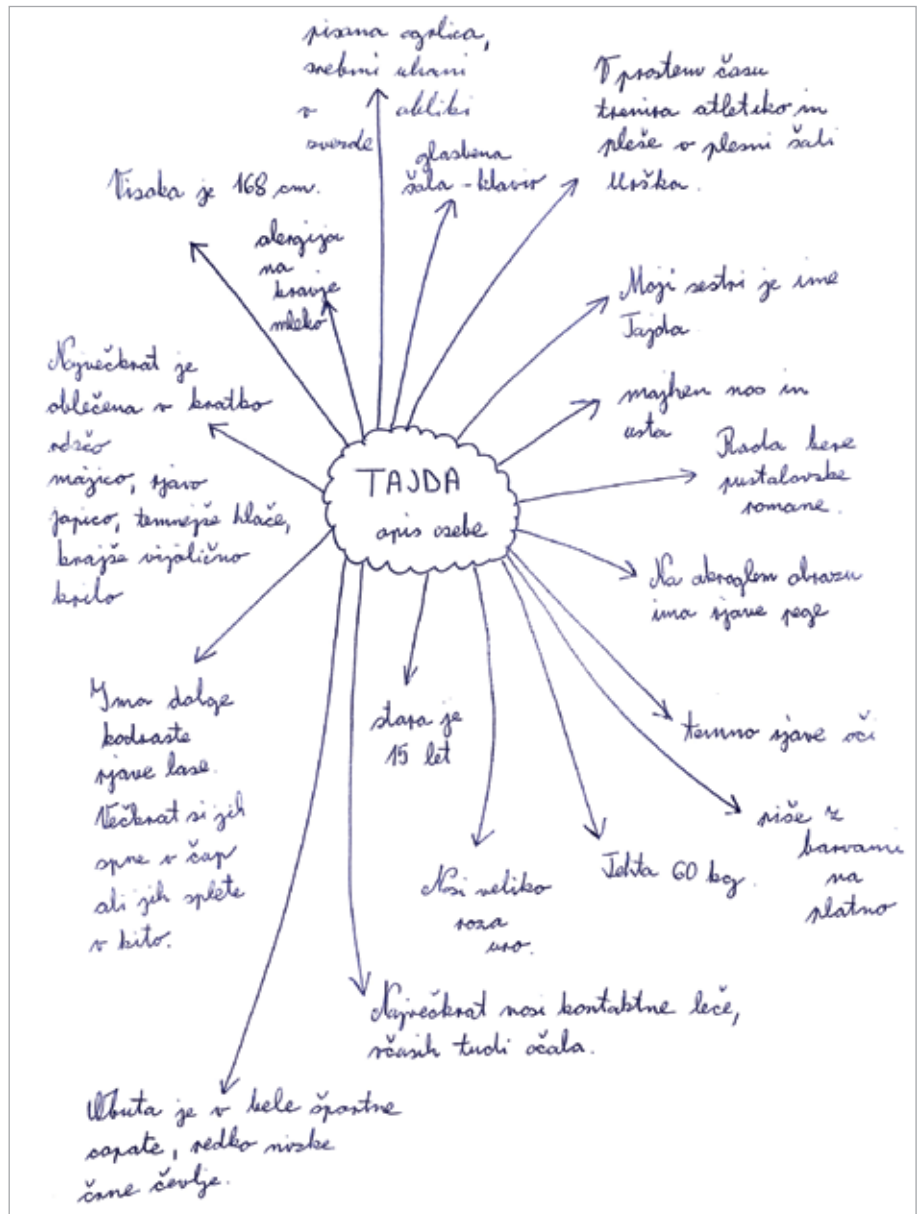 pisana ogrlica,
srebrni uhani
v obliki
zvezde
V prostem času
trenira atletiko in
pleše v plesni šoli
Urška.
glasbena
šola - klavir
Visoka je 168 cm.
alergija
na
kravje
mleko
Moji sestri je ime
Tajda.
Največkrat je
oblečena v kratko
rdečo
majico, rjavo
jopico, temnejše hlače,
krajše vijolično
krilo
majhen nos in
usta
TAJDA
opis osebe
Rada bere
pustolovske
romane.
Na okroglem obrazu
ima rjave pege
Ima dolge
kodraste
rjave lase.
Večkrat si jih
spne v čop
ali jih splete
v kito.
stara je
15 let
temno rjave oči
riše z
barvami
na
platno
Nosi veliko
roza
uro.
Tehta 60 kg.
Največkrat nosi kontaktne leče,
včasih tudi očala.
Obuta je v bele športne
copate, redko nizke
črne čevlje.